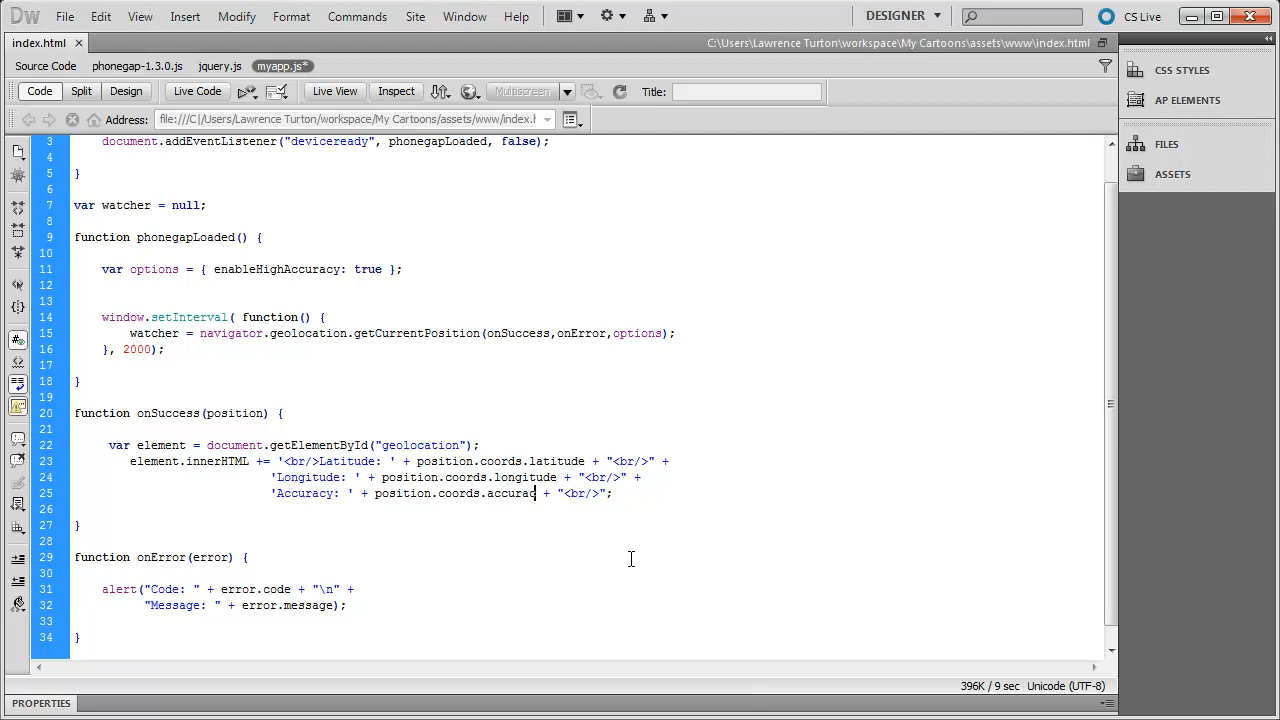 Dw File Edit View Insert Modify Format Commands Site Window Help DESIGNER CS Live
index.html C:\Users\Lawrence Turton\workspace\My Cartoons\assets\www\index.html
Source Code phonegap-1.3.0.js jquery.js myapp.js*
Code Split Design Live Code Live View Inspect Multiscreen Title:
Address: file:///C|/Users/Lawrence Turton/workspace/My Cartoons/assets/www/index.h
3 document.addEventListener("deviceready", phonegapLoaded, false);
4
5 }
6
7 var watcher = null;
8
9 function phonegapLoaded() {
10
11 var options = { enableHighAccuracy: true };
12
13
14 window.setInterval( function() {
15 watcher = navigator.geolocation.getCurrentPosition(onSuccess,onError,options);
16 }, 2000);
17
18 }
19
20 function onSuccess(position) {
21
22 var element = document.getElementById("geolocation");
23 element.innerHTML += '<br/>Latitude: ' + position.coords.latitude + "<br/>" +
24 'Longitude: ' + position.coords.longitude + "<br/>" +
25 'Accuracy: ' + position.coords.accurac + "<br/>";
26
27 }
28
29 function onError(error) {
30
31 alert("Code: " + error.code + "\n" +
32 "Message: " + error.message);
33
34 }
396K / 9 sec Unicode (UTF-8)
PROPERTIES
CSS STYLES
AP ELEMENTS
FILES
ASSETS